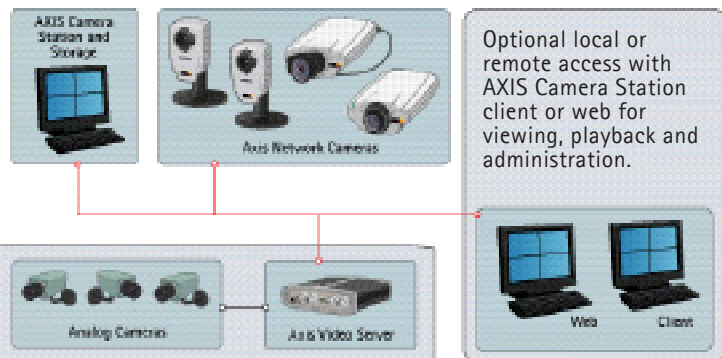 AXIS Camera
Station and
Storage
Axis Network Cameras
Optional local or
remote access with
AXIS Camera Station
client or web for
viewing, playback and
administration.
Analog Cameras
Axis Video Server
Web
Client